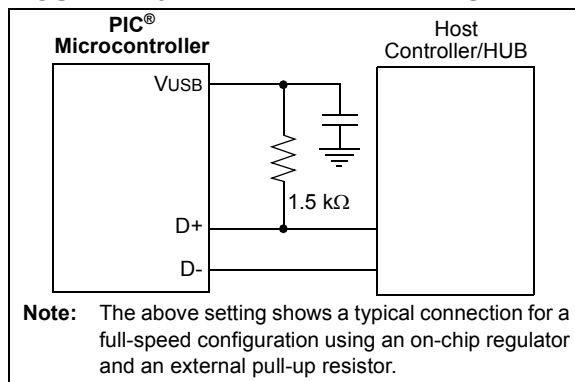 PIC®
Microcontroller
Host
Controller/HUB
VUSB
1.5 kΩ
D+
D-
Note: The above setting shows a typical connection for a
full-speed configuration using an on-chip regulator
and an external pull-up resistor.